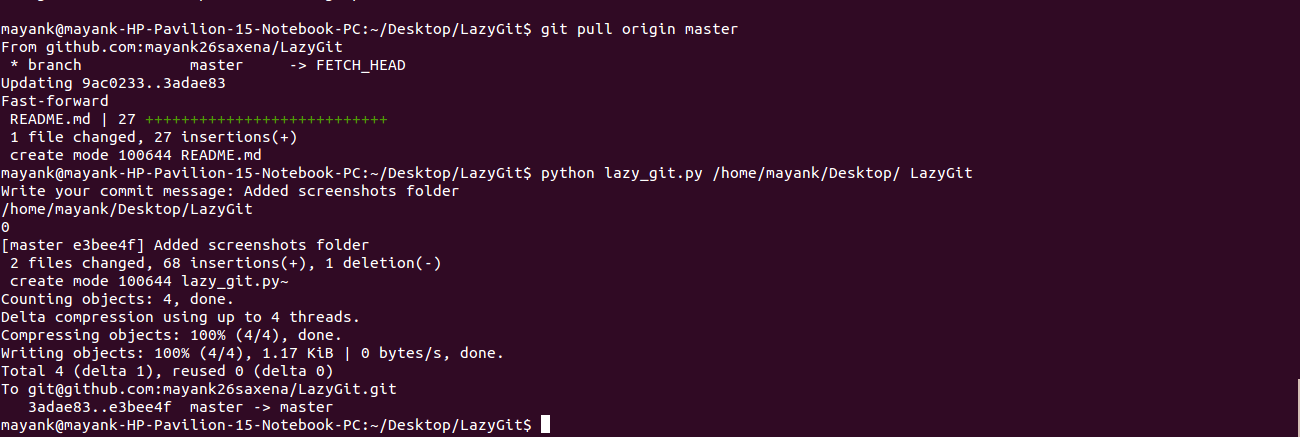 mayank@mayank-HP-Pavilion-15-Notebook-PC:~/Desktop/LazyGit$ git pull origin master
From github.com:mayank26saxena/LazyGit
 * branch            master     -> FETCH_HEAD
Updating 9ac0233..3adae83
Fast-forward
 README.md | 27 +++++++++++++++++++++++++++
 1 file changed, 27 insertions(+)
 create mode 100644 README.md
mayank@mayank-HP-Pavilion-15-Notebook-PC:~/Desktop/LazyGit$ python lazy_git.py /home/mayank/Desktop/ LazyGit
Write your commit message: Added screenshots folder
/home/mayank/Desktop/LazyGit
0
[master e3bee4f] Added screenshots folder
 2 files changed, 68 insertions(+), 1 deletion(-)
 create mode 100644 lazy_git.py~
Counting objects: 4, done.
Delta compression using up to 4 threads.
Compressing objects: 100% (4/4), done.
Writing objects: 100% (4/4), 1.17 KiB | 0 bytes/s, done.
Total 4 (delta 1), reused 0 (delta 0)
To git@github.com:mayank26saxena/LazyGit.git
   3adae83..e3bee4f  master -> master
mayank@mayank-HP-Pavilion-15-Notebook-PC:~/Desktop/LazyGit$